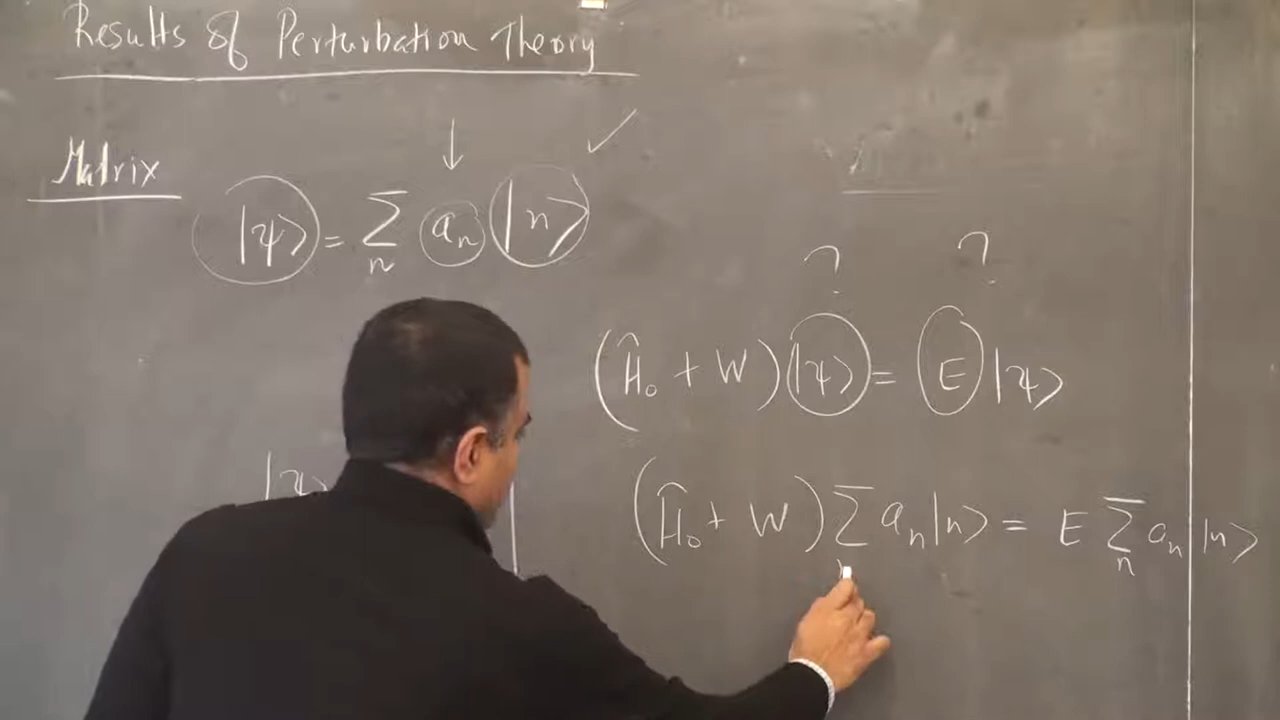 Results of Perturbation Theory
Matrix
|ψ⟩ = Σ_n a_n |n⟩
? ?
(Ĥ₀ + W)|ψ⟩ = E|ψ⟩
|ψ
(Ĥ₀ + W) Σ a_n|n⟩ = E Σ_n a_n|n⟩